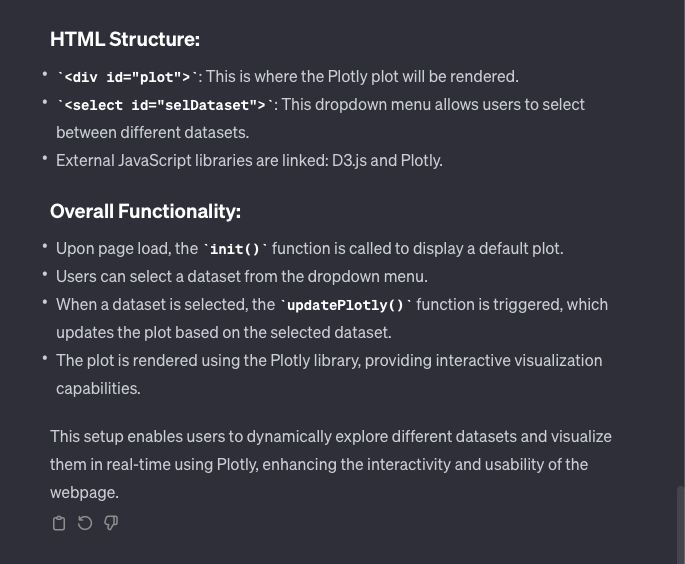 HTML Structure:
• `<div id="plot">`: This is where the Plotly plot will be rendered.
• `<select id="selDataset">`: This dropdown menu allows users to select
between different datasets.
• External JavaScript libraries are linked: D3.js and Plotly.
Overall Functionality:
• Upon page load, the `init()` function is called to display a default plot.
• Users can select a dataset from the dropdown menu.
• When a dataset is selected, the `updatePlotly()` function is triggered, which
updates the plot based on the selected dataset.
• The plot is rendered using the Plotly library, providing interactive visualization
capabilities.
This setup enables users to dynamically explore different datasets and visualize
them in real-time using Plotly, enhancing the interactivity and usability of the
webpage.